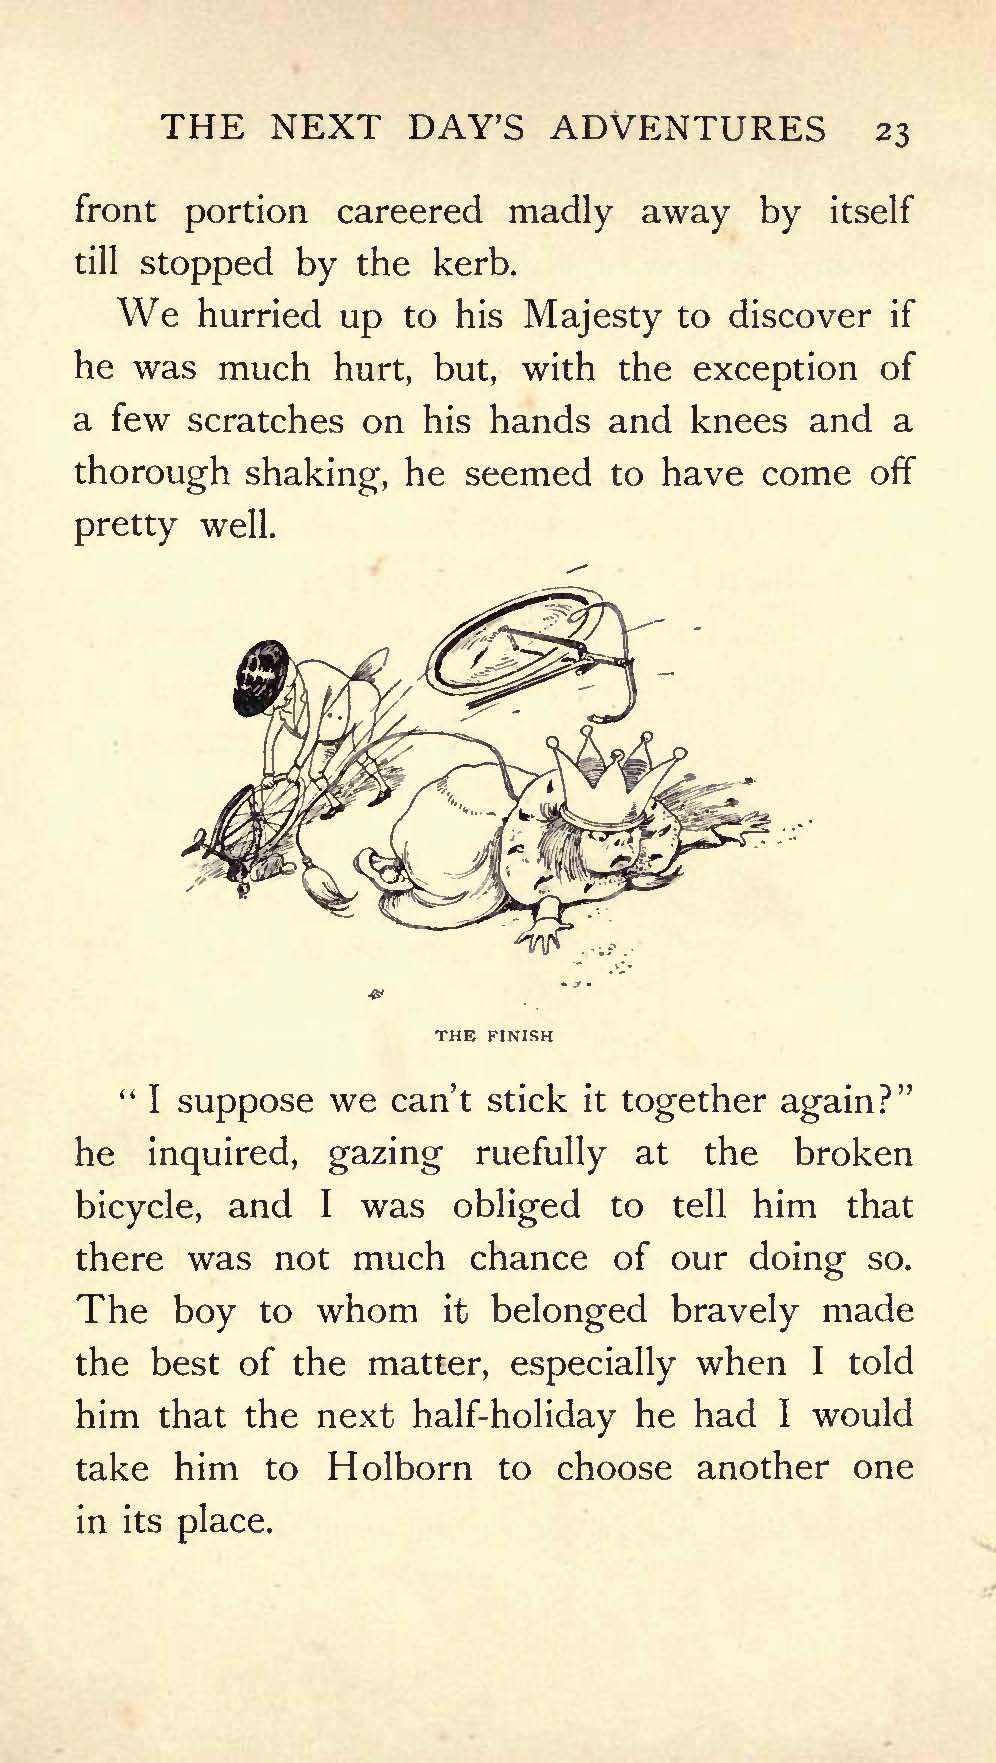 THE NEXT DAY'S ADVENTURES 23
front portion careered madly away by itself
till stopped by the kerb.
We hurried up to his Majesty to discover if
he was much hurt, but, with the exception of
a few scratches on his hands and knees and a
thorough shaking, he seemed to have come off
pretty well.
THE FINISH
“ I suppose we can't stick it together again?”
he inquired, gazing ruefully at the broken
bicycle, and I was obliged to tell him that
there was not much chance of our doing so.
The boy to whom it belonged bravely made
the best of the matter, especially when I told
him that the next half-holiday he had I would
take him to Holborn to choose another one
in its place.